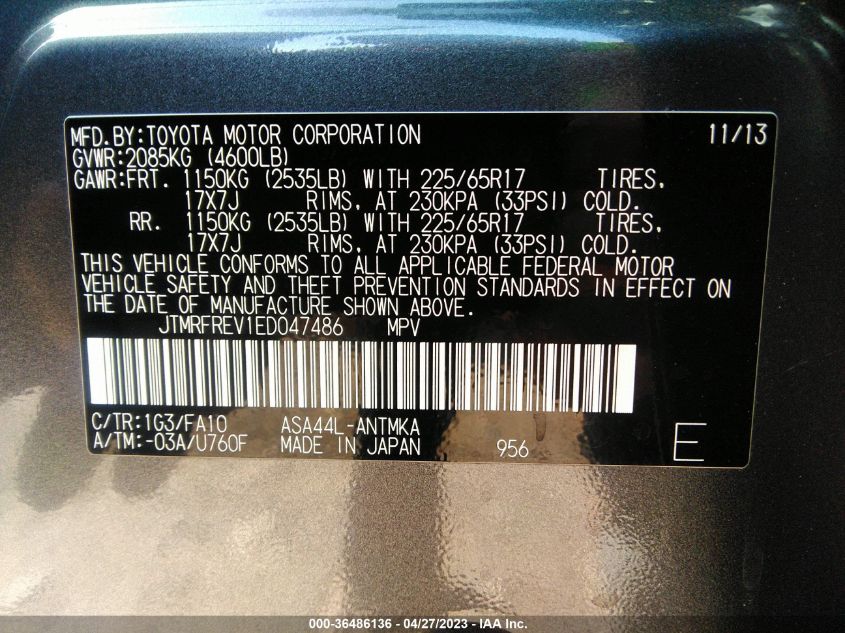 MFD.BY:TOYOTA MOTOR CORPORATION 11/13
GVWR:2085KG (4600LB)
GAWR:FRT. 1150KG (2535LB) WITH 225/65R17 TIRES,
17X7J RIMS, AT 230KPA (33PSI) COLD.
RR. 1150KG (2535LB) WITH 225/65R17 TIRES,
17X7J RIMS, AT 230KPA (33PSI) COLD.
THIS VEHICLE CONFORMS TO ALL APPLICABLE FEDERAL MOTOR
VEHICLE SAFETY AND THEFT PREVENTION STANDARDS IN EFFECT ON
THE DATE OF MANUFACTURE SHOWN ABOVE.
JTMRFREV1ED047486 MPV
C/TR:1G3/FA10 ASA44L-ANTMKA
A/TM:-03A/U760F MADE IN JAPAN 956 E
000-36486136 - 04/27/2023 - IAA Inc.